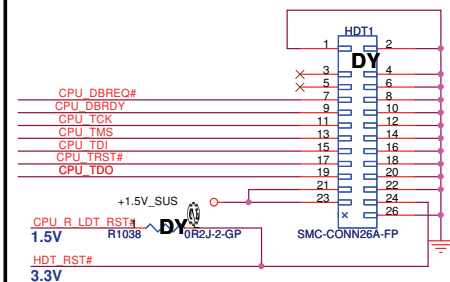 HDT1
1 2
DY
3 4
5 6
CPU_DBREQ# 7 8
CPU_DBRDY 9 10
CPU_TCK 11 12
CPU_TMS 13 14
CPU_TDI 15 16
CPU_TRST# 17 18
CPU_TDO 19 20
21 22
+1.5V_SUS 23 24
26
CPU_R_LDT_RST# DY
1.5V R1038 0R2J-2-GP SMC-CONN26A-FP
HDT_RST#
3.3V